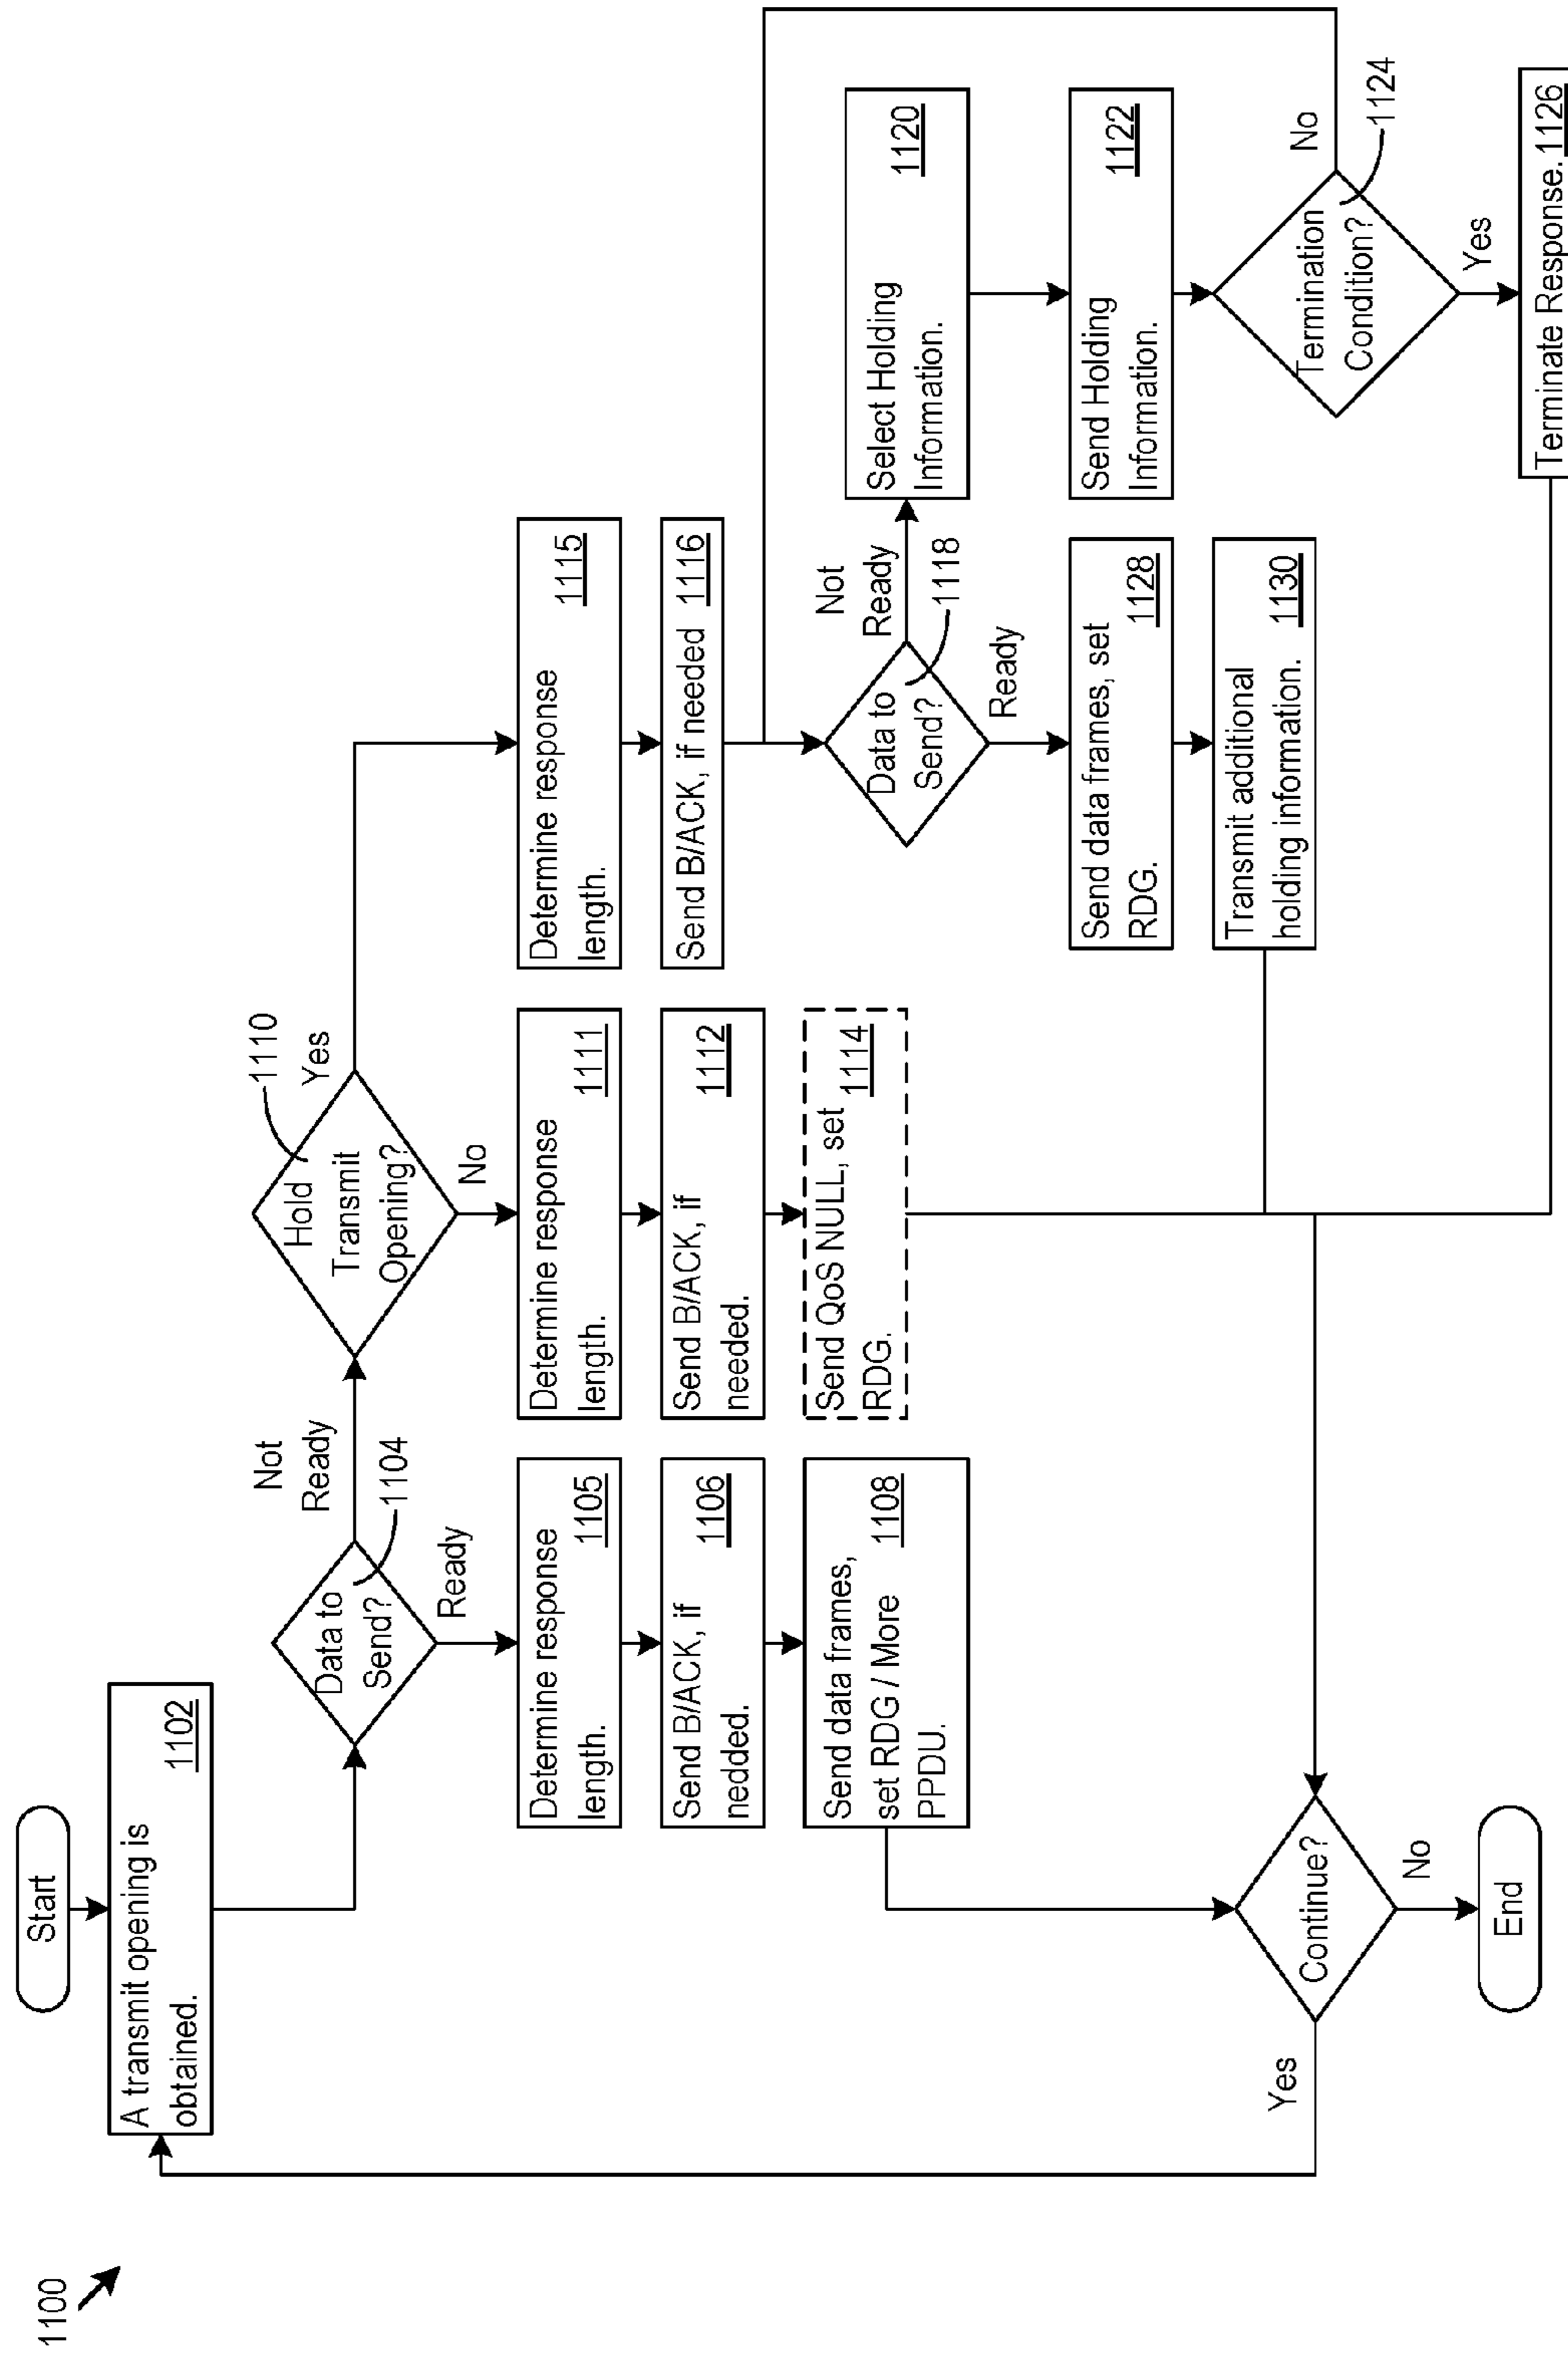 1100
Start
A transmit opening is
obtained. 1102
Data to
Send?
1104
Not
Ready
Ready
Determine response
length. 1105
Send B/ACK, if
nedded. 1106
Send data frames,
set RDG / More 1108
PPDU.
Hold
Transmit
Opening?
1110
Yes
No
Determine response
length. 1111
Send B/ACK, if
needed. 1112
Send QoS NULL, set
RDG. 1114
Determine response
length. 1115
Send B/ACK, if needed 1116
Data to
Send?
1118
Not
Ready
Ready
Select Holding
Information. 1120
Send Holding
Information. 1122
Termination
Condition?
1124
No
Yes
Terminate Response. 1126
Send data frames, set
RDG. 1128
Transmit additional
holding information. 1130
Continue?
Yes
No
End